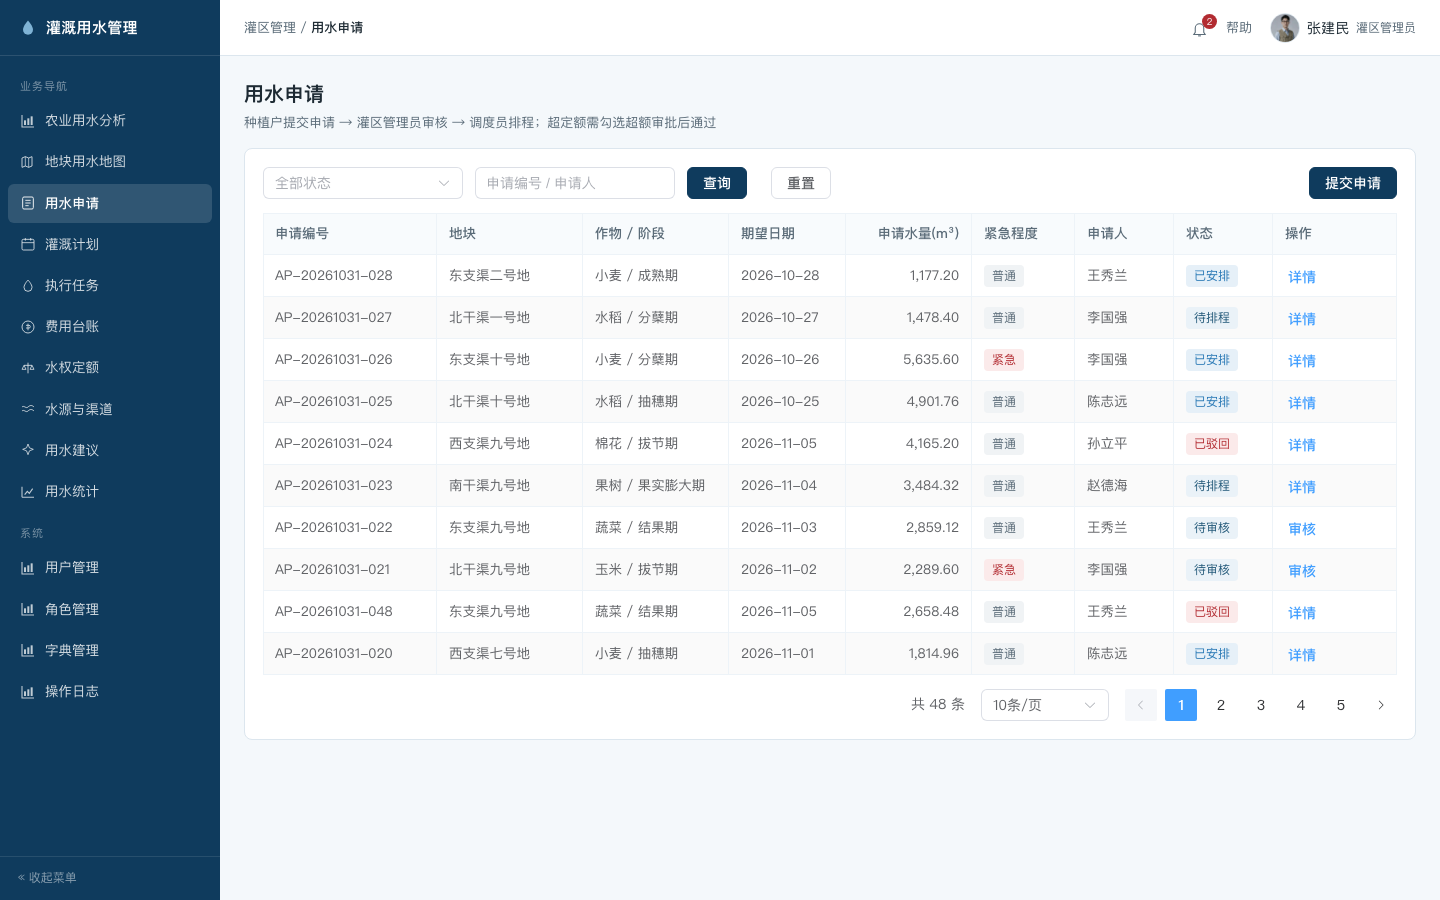 灌溉用水管理
灌区管理 / 用水申请
2
帮助
张建民 灌区管理员
业务导航
农业用水分析
地块用水地图
用水申请
灌溉计划
执行任务
费用台账
水权定额
水源与渠道
用水建议
用水统计
系统
用户管理
角色管理
字典管理
操作日志
« 收起菜单
用水申请
种植户提交申请 → 灌区管理员审核 → 调度员排程；超定额需勾选超额审批后通过
全部状态 申请编号 / 申请人 查询 重置 提交申请
申请编号 地块 作物 / 阶段 期望日期 申请水量(m³) 紧急程度 申请人 状态 操作
AP-20261031-028 东支渠二号地 小麦 / 成熟期 2026-10-28 1,177.20 普通 王秀兰 已安排 详情
AP-20261031-027 北干渠一号地 水稻 / 分蘖期 2026-10-27 1,478.40 普通 李国强 待排程 详情
AP-20261031-026 东支渠十号地 小麦 / 分蘖期 2026-10-26 5,635.60 紧急 李国强 已安排 详情
AP-20261031-025 北干渠十号地 水稻 / 抽穗期 2026-10-25 4,901.76 普通 陈志远 已安排 详情
AP-20261031-024 西支渠九号地 棉花 / 拔节期 2026-11-05 4,165.20 普通 孙立平 已驳回 详情
AP-20261031-023 南干渠九号地 果树 / 果实膨大期 2026-11-04 3,484.32 普通 赵德海 待排程 详情
AP-20261031-022 东支渠九号地 蔬菜 / 结果期 2026-11-03 2,859.12 普通 王秀兰 待审核 审核
AP-20261031-021 北干渠九号地 玉米 / 拔节期 2026-11-02 2,289.60 紧急 李国强 待审核 审核
AP-20261031-048 东支渠九号地 蔬菜 / 结果期 2026-11-05 2,658.48 普通 王秀兰 已驳回 详情
AP-20261031-020 西支渠七号地 小麦 / 抽穗期 2026-11-01 1,814.96 普通 陈志远 已安排 详情
共 48 条 10条/页 1 2 3 4 5